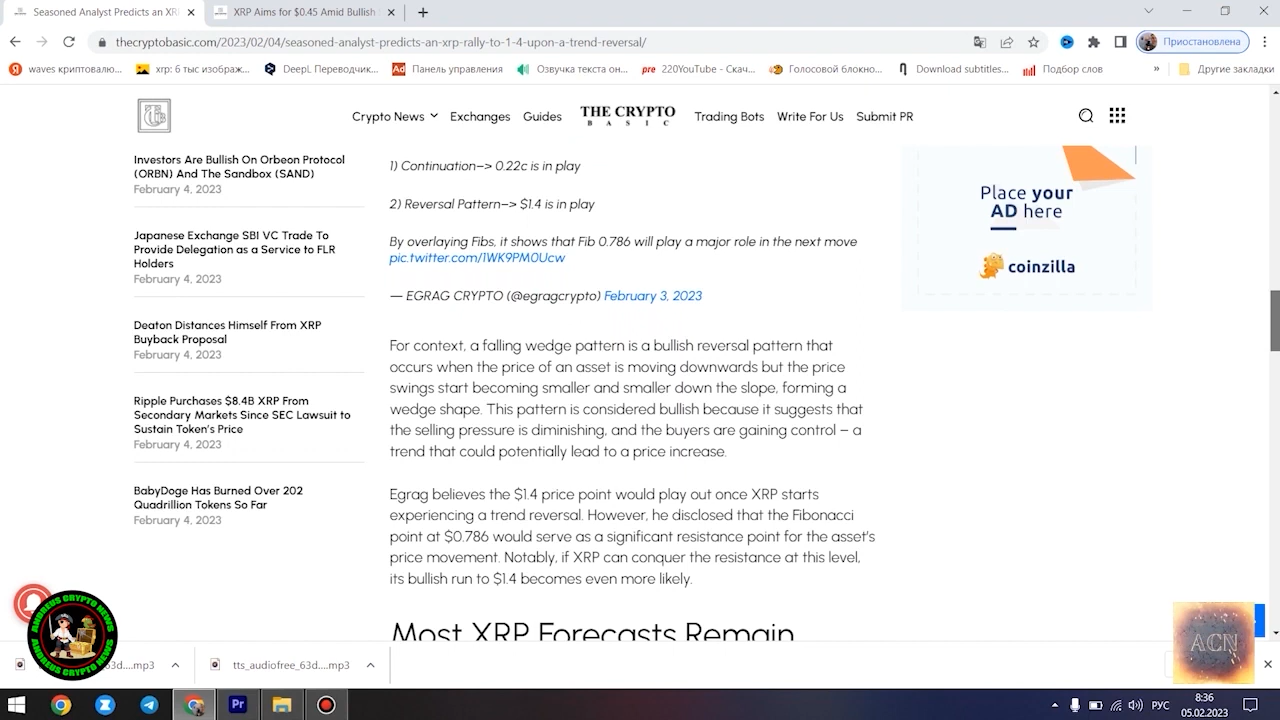 Seasoned Analyst Predicts an XRP
XRP Aims for $0.45 Amid Bullish
thecryptobasic.com/2023/02/04/seasoned-analyst-predicts-an-xrp-rally-to-1-4-upon-a-trend-reversal/
Приостановлена
waves криптовалю...
xrp: 6 тыс изображ...
DeepL Переводчик...
Панель управления
Озвучка текста он...
220YouTube - Скач...
Голосовой блокно...
Download subtitles...
Подбор слов
»
Другие закладки
Crypto News
Exchanges
Guides
THE CRYPTO
BASIC
Trading Bots
Write For Us
Submit PR
Investors Are Bullish On Orbeon Protocol
(ORBN) And The Sandbox (SAND)
February 4, 2023
Japanese Exchange SBI VC Trade To
Provide Delegation as a Service to FLR
Holders
February 4, 2023
Deaton Distances Himself From XRP
Buyback Proposal
February 4, 2023
Ripple Purchases $8.4B XRP From
Secondary Markets Since SEC Lawsuit to
Sustain Token's Price
February 4, 2023
BabyDoge Has Burned Over 202
Quadrillion Tokens So Far
February 4, 2023
1) Continuation–> 0.22c is in play
2) Reversal Pattern–> $1.4 is in play
By overlaying Fibs, it shows that Fib 0.786 will play a major role in the next move
pic.twitter.com/1WK9PM0Ucw
— EGRAG CRYPTO (@egragcrypto) February 3, 2023
For context, a falling wedge pattern is a bullish reversal pattern that
occurs when the price of an asset is moving downwards but the price
swings start becoming smaller and smaller down the slope, forming a
wedge shape. This pattern is considered bullish because it suggests that
the selling pressure is diminishing, and the buyers are gaining control – a
trend that could potentially lead to a price increase.
Egrag believes the $1.4 price point would play out once XRP starts
experiencing a trend reversal. However, he disclosed that the Fibonacci
point at $0.786 would serve as a significant resistance point for the asset's
price movement. Notably, if XRP can conquer the resistance at this level,
its bullish run to $1.4 becomes even more likely.
Most XRP Forecasts Remain
Place your
AD here
coinzilla
ANDREUS CRYPTO NEWS
ANDREUS CRYPTO NEWS
ACN
63d....mp3
tts_audiofree_63d....mp3
Pr
РУС
8:36
05.02.2023